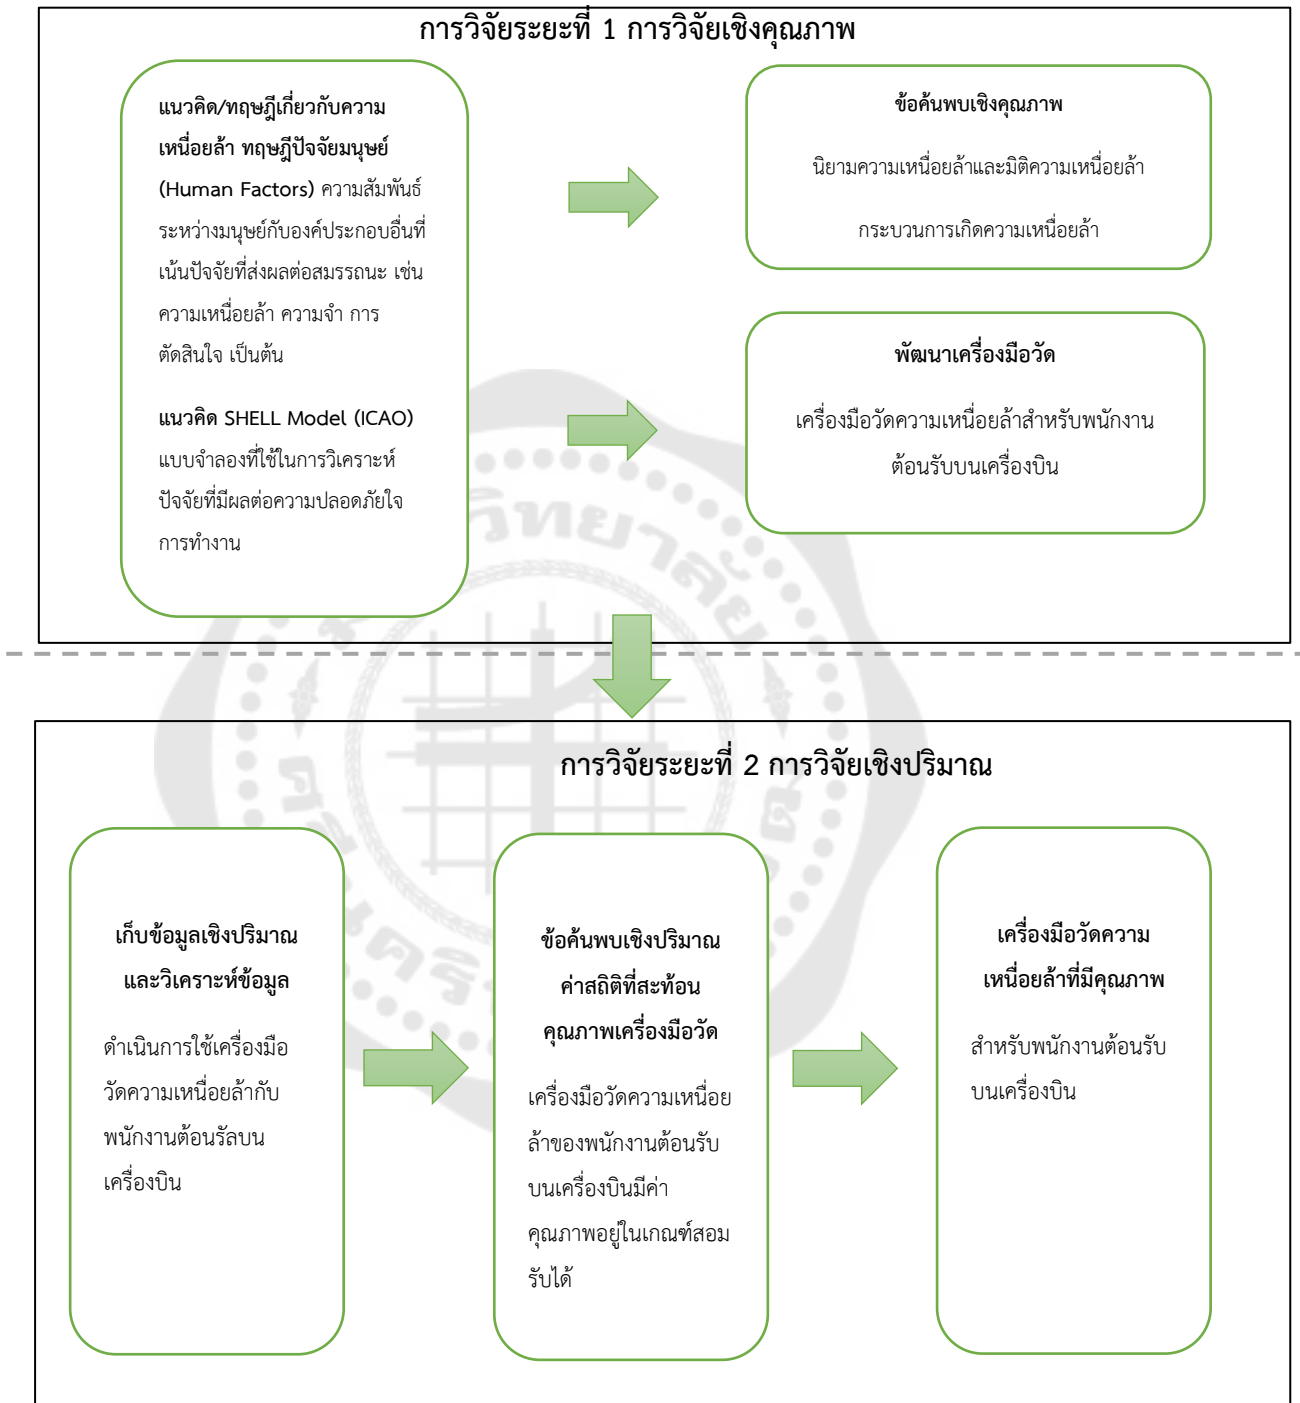 การวิจัยระยะที่ 1 การวิจัยเชิงคุณภาพ
แนวคิด/ทฤษฎีเกี่ยวกับความ
เหนื่อยล้า ทฤษฎีปัจจัยมนุษย์
(Human Factors) ความสัมพันธ์
ระหว่างมนุษย์กับองค์ประกอบอื่นที่
เน้นปัจจัยที่ส่งผลต่อสมรรถนะ เช่น
ความเหนื่อยล้า ความจำ การ
ตัดสินใจ เป็นต้น
แนวคิด SHELL Model (ICAO)
แบบจำลองที่ใช้ในการวิเคราะห์
ปัจจัยที่มีผลต่อความปลอดภัยใจ
การทำงาน
ข้อค้นพบเชิงคุณภาพ
นิยามความเหนื่อยล้าและมิติความเหนื่อยล้า
กระบวนการเกิดความเหนื่อยล้า
พัฒนาเครื่องมือวัด
เครื่องมือวัดความเหนื่อยล้าสำหรับพนักงาน
ต้อนรับบนเครื่องบิน
การวิจัยระยะที่ 2 การวิจัยเชิงปริมาณ
เก็บข้อมูลเชิงปริมาณ
และวิเคราะห์ข้อมูล
ดำเนินการใช้เครื่องมือ
วัดความเหนื่อยล้ากับ
พนักงานต้อนรัลบน
เครื่องบิน
ข้อค้นพบเชิงปริมาณ
ค่าสถิติที่สะท้อน
คุณภาพเครื่องมือวัด
เครื่องมือวัดความเหนื่อย
ล้าของพนักงานต้อนรับ
บนเครื่องบินมีค่า
คุณภาพอยู่ในเกณฑ์สอม
รับได้
เครื่องมือวัดความ
เหนื่อยล้าที่มีคุณภาพ
สำหรับพนักงานต้อนรับ
บนเครื่องบิน